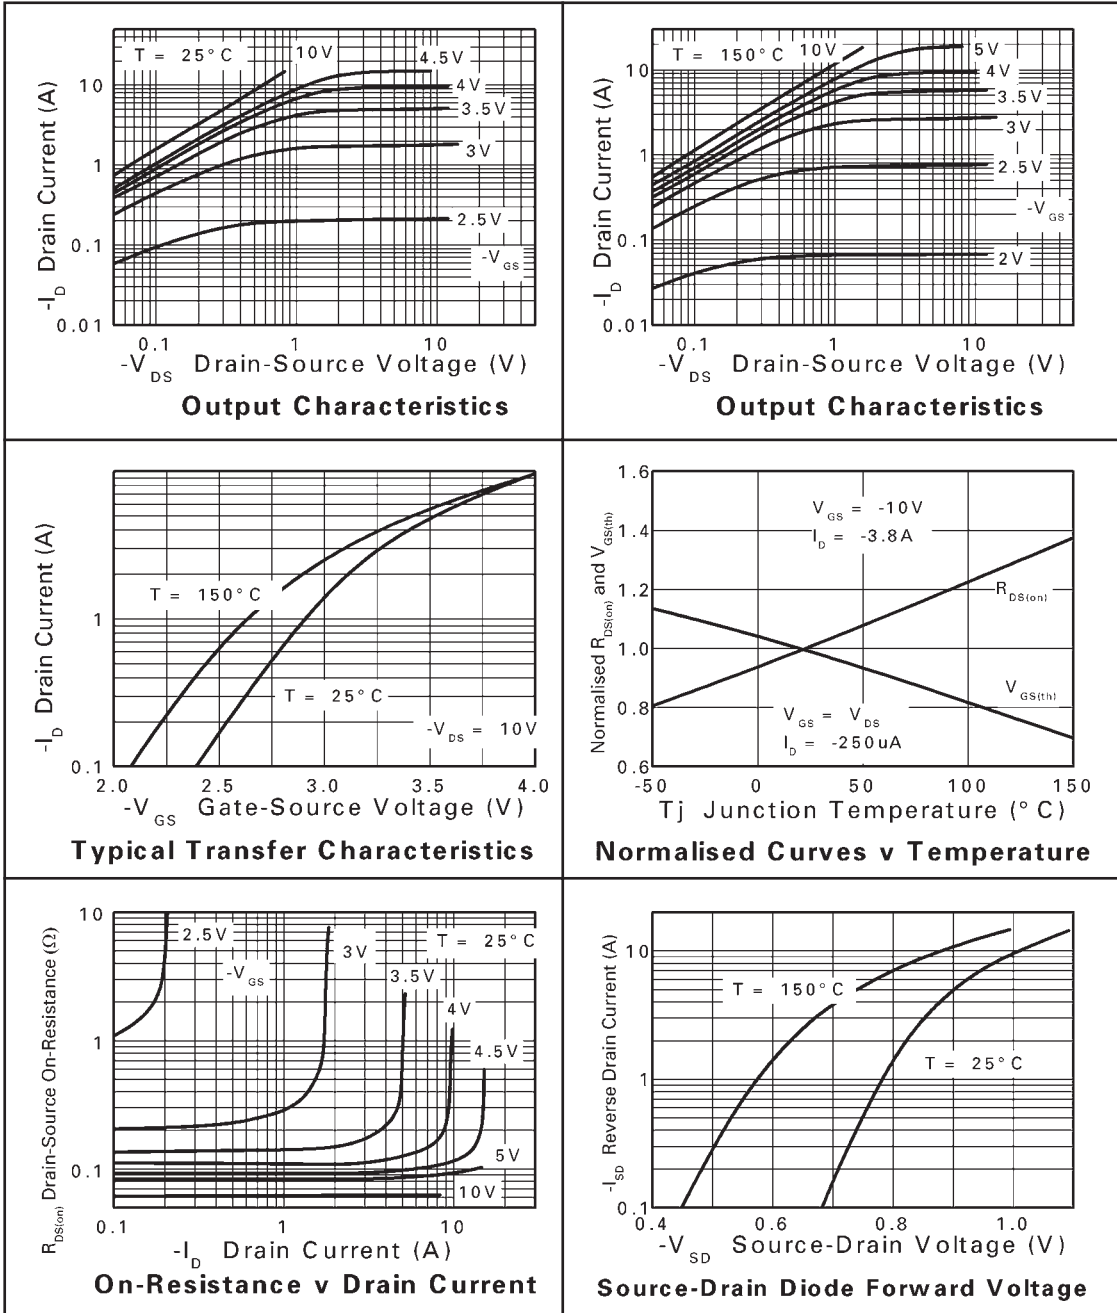 T = 25°C
10V
4.5V
4V
3.5V
3V
2.5V
-VGS
10
1
0.1
0.01
-ID Drain Current (A)
0.1 1 10
-VDS Drain-Source Voltage (V)
Output Characteristics
T = 150°C
10V
5V
4V
3.5V
3V
2.5V
-VGS
2V
10
1
0.1
0.01
-ID Drain Current (A)
0.1 1 10
-VDS Drain-Source Voltage (V)
Output Characteristics
T = 150°C
T = 25°C
-VDS = 10V
1
0.1
-ID Drain Current (A)
2.0 2.5 3.0 3.5 4.0
-VGS Gate-Source Voltage (V)
Typical Transfer Characteristics
1.6
1.4
1.2
1.0
0.8
0.6
Normalised RDS(on) and VGS(th)
VGS = -10V
ID = -3.8A
RDS(on)
VGS(th)
VGS = VDS
ID = -250uA
-50 0 50 100 150
Tj Junction Temperature (°C)
Normalised Curves v Temperature
10
1
0.1
RDS(on) Drain-Source On-Resistance (Ω)
2.5V
-VGS
3V
T = 25°C
3.5V
4V
4.5V
5V
10V
0.1 1 10
-ID Drain Current (A)
On-Resistance v Drain Current
10
1
0.1
-ISD Reverse Drain Current (A)
T = 150°C
T = 25°C
0.4 0.6 0.8 1.0
-VSD Source-Drain Voltage (V)
Source-Drain Diode Forward Voltage